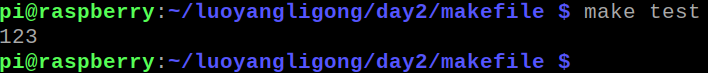 pi@raspberry:~/luoyangligong/day2/makefile $ make test
123
pi@raspberry:~/luoyangligong/day2/makefile $